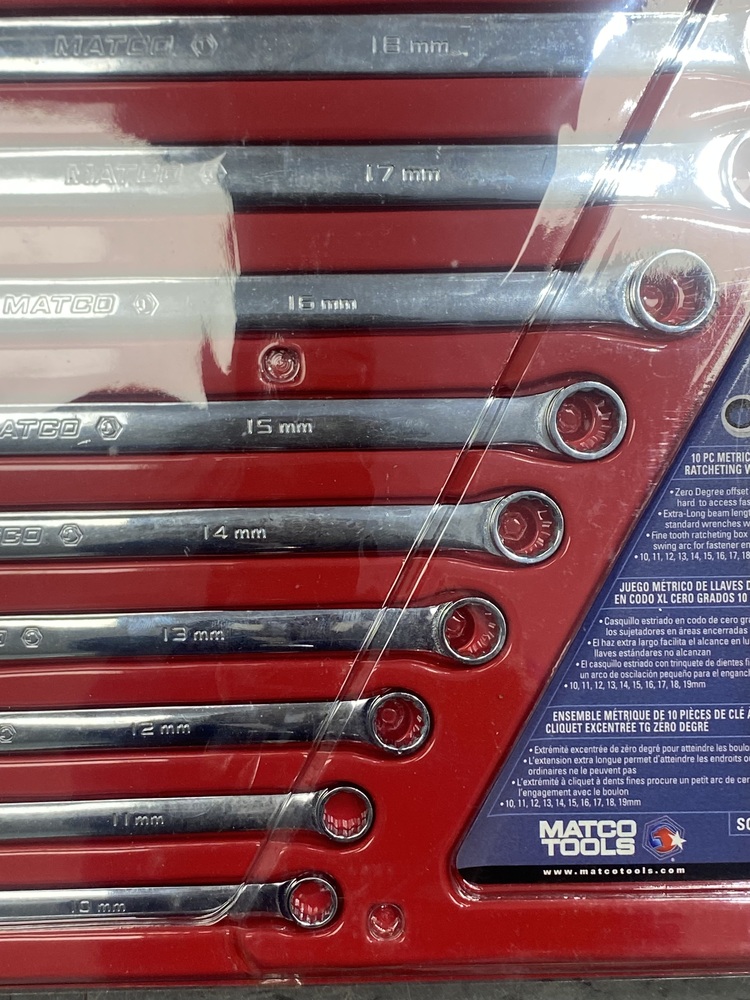 MATCO 18 mm
MATCO 17 mm
MATCO 16 mm
ATCO 15 mm
CO 14 mm
13 mm
12 mm
11 mm
10 mm
10 PC METRIC
RATCHETING W
• Zero Degree offset
hard to access fas
• Extra-Long beam lengt
standard wrenches w
• Fine tooth ratcheting box
swing arc for fastener en
• 10, 11, 12, 13, 14, 15, 16, 17, 18
JUEGO MÉTRICO DE LLAVES D
EN CODO XL CERO GRADOS 10
• Casquillo estriado en codo de cero gra
los sujetadores en áreas encerradas
• El haz extra largo facilita el alcance en lu
llaves estándares no alcanzan
• El casquillo estriado con trinquete de dientes fi
un arco de oscilación pequeño para el enganch
• 10, 11, 12, 13, 14, 15, 16, 17, 18, 19mm
ENSEMBLE MÉTRIQUE DE 10 PIÈCES DE CLÉ À
CLIQUET EXCENTRÉE TG ZERO DEGRE
• Extrémité excentrée de zéro degré pour atteindre les boulo
• L'extension extra longue permet d'atteindre les endroits o
ordinaires ne le peuvent pas
• L'extrémité à cliquet à dents fines procure un petit arc de cer
l'engagement avec le boulon
• 10, 11, 12, 13, 14, 15, 16, 17, 18, 19mm
MATCO
TOOLS
www.matcotools.com